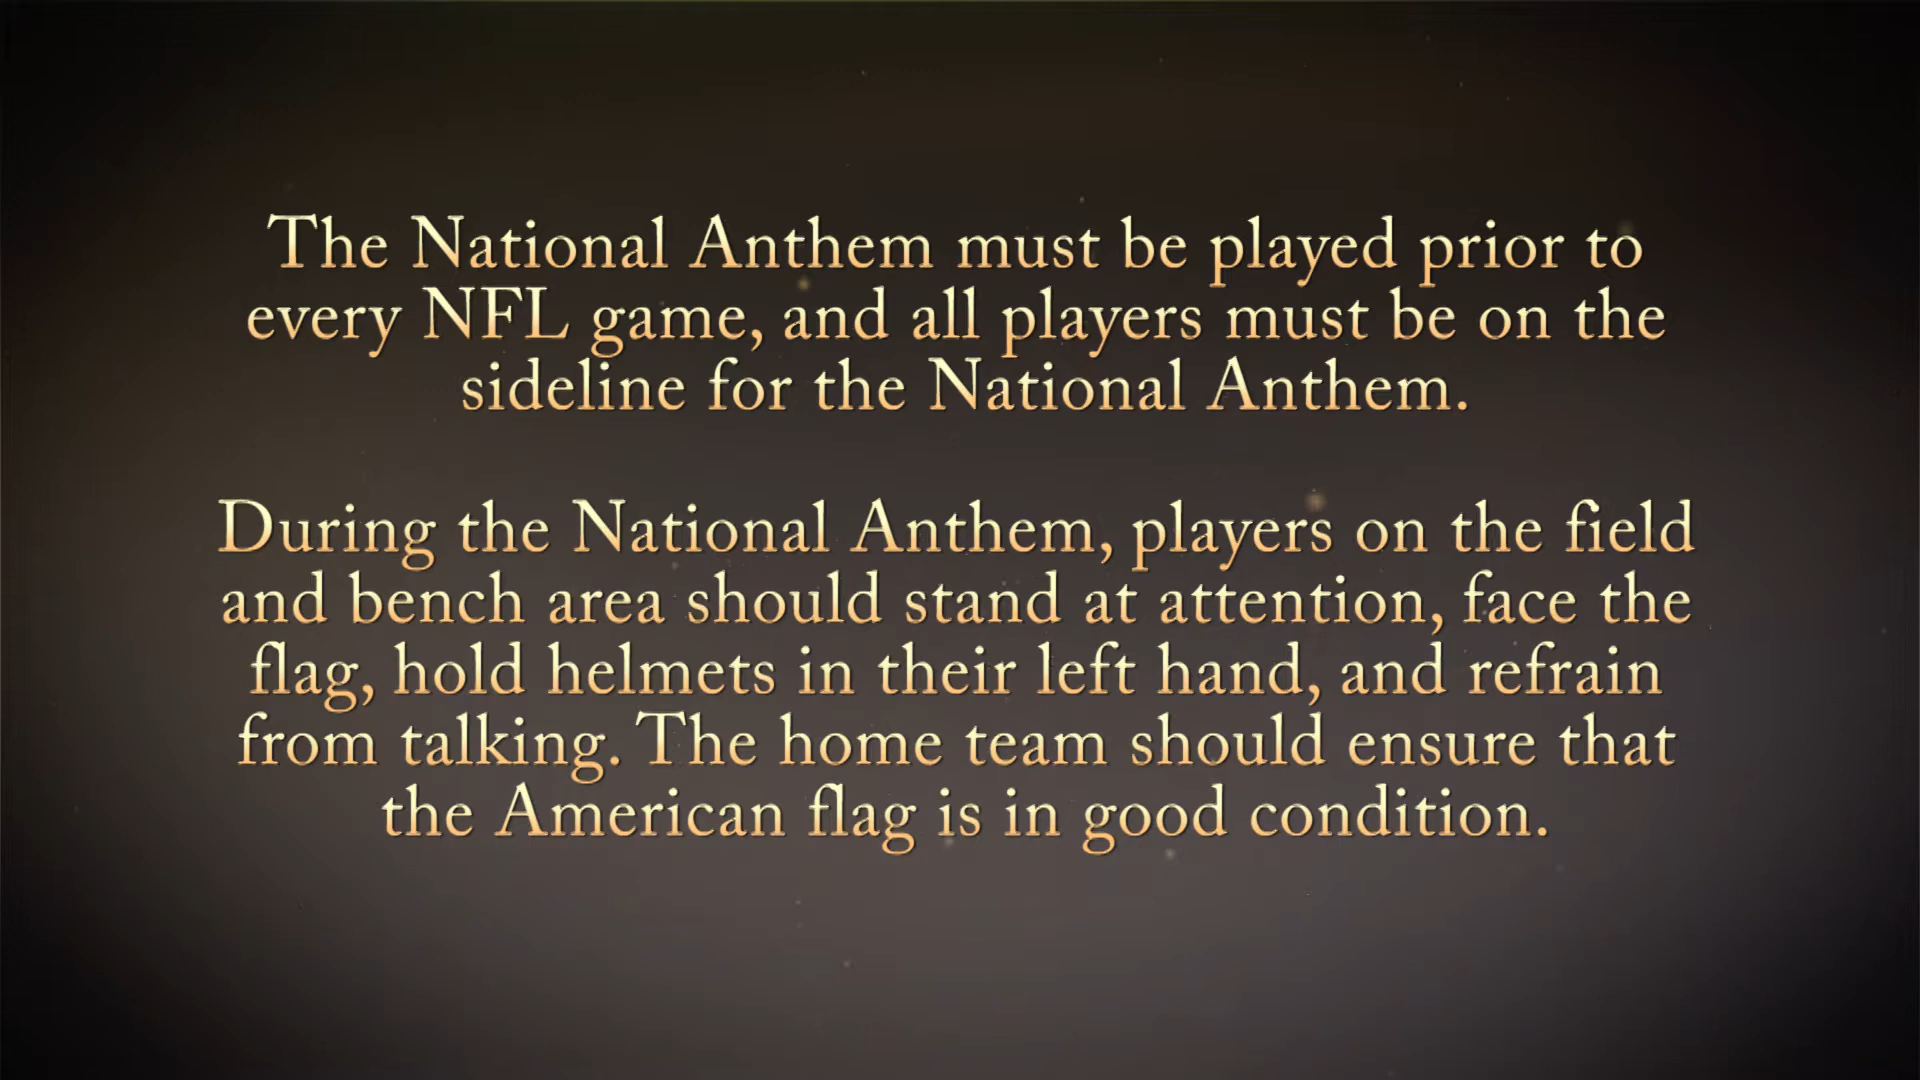 The National Anthem must be played prior to
every NFL game, and all players must be on the
sideline for the National Anthem.
During the National Anthem, players on the field
and bench area should stand at attention, face the
flag, hold helmets in their left hand, and refrain
from talking. The home team should ensure that
the American flag is in good condition.